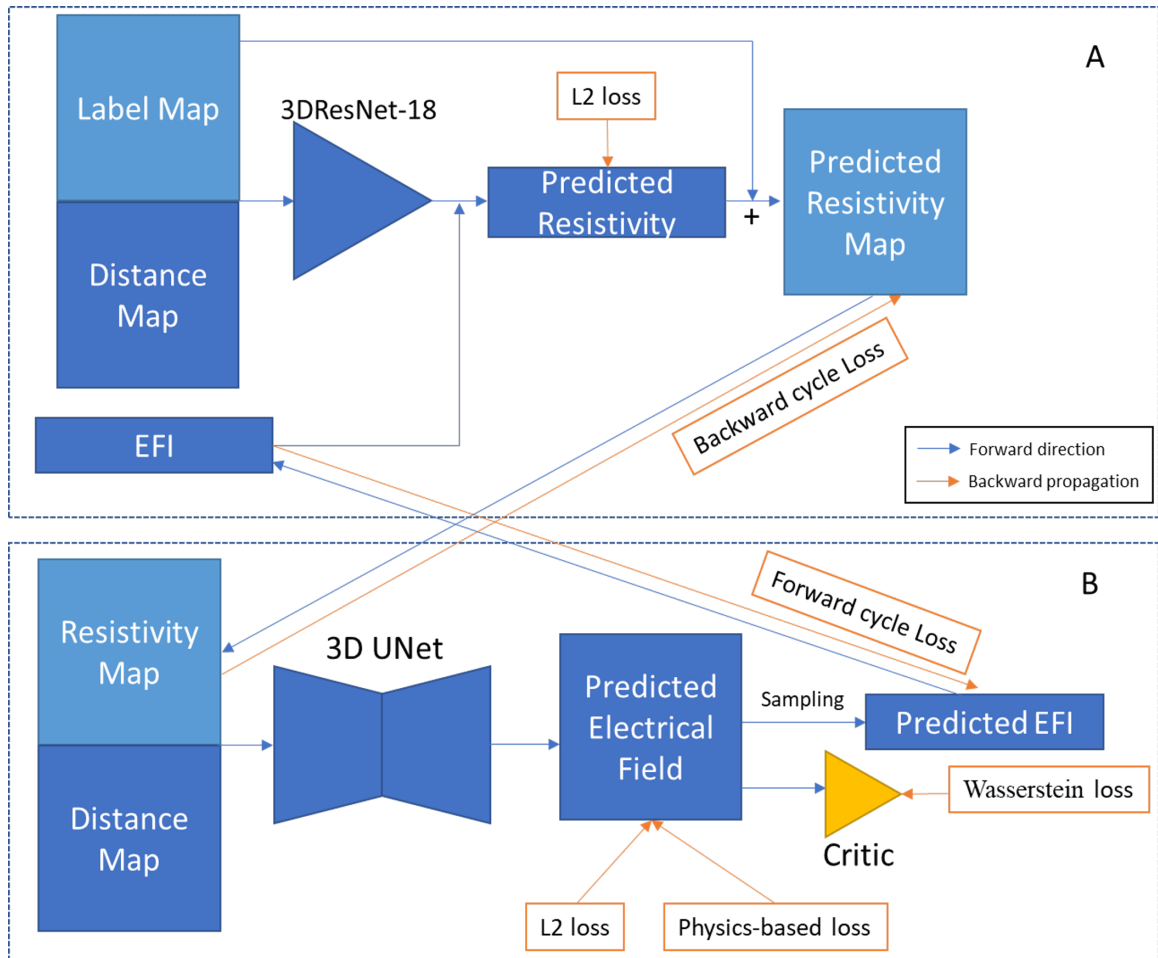 A
Label Map
3DResNet-18
L2 loss
Predicted
Resistivity
+
Predicted
Resistivity
Map
Distance
Map
EFI
Backward cycle Loss
Forward direction
Backward propagation
B
Resistivity
Map
Distance
Map
3D UNet
Predicted
Electrical
Field
Sampling
Forward cycle Loss
Predicted EFI
Wasserstein loss
Critic
L2 loss
Physics-based loss